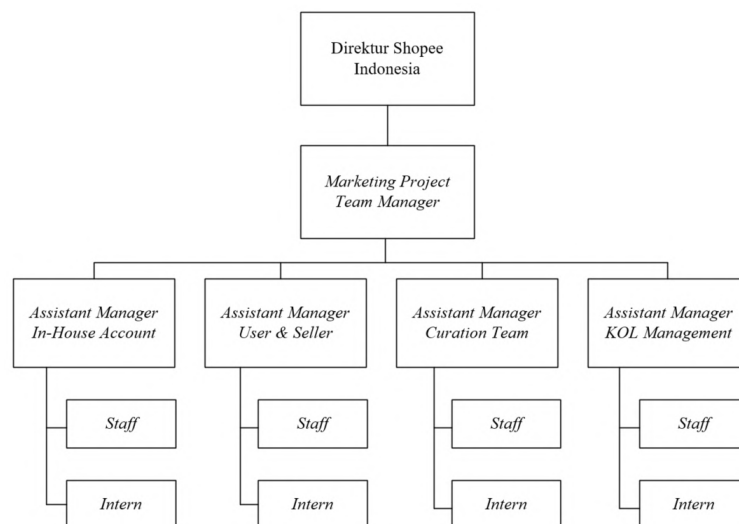 Direktur Shopee
Indonesia
Marketing Project
Team Manager
Assistant Manager
In-House Account
Assistant Manager
User & Seller
Assistant Manager
Curation Team
Assistant Manager
KOL Management
Staff
Staff
Staff
Staff
Intern
Intern
Intern
Intern